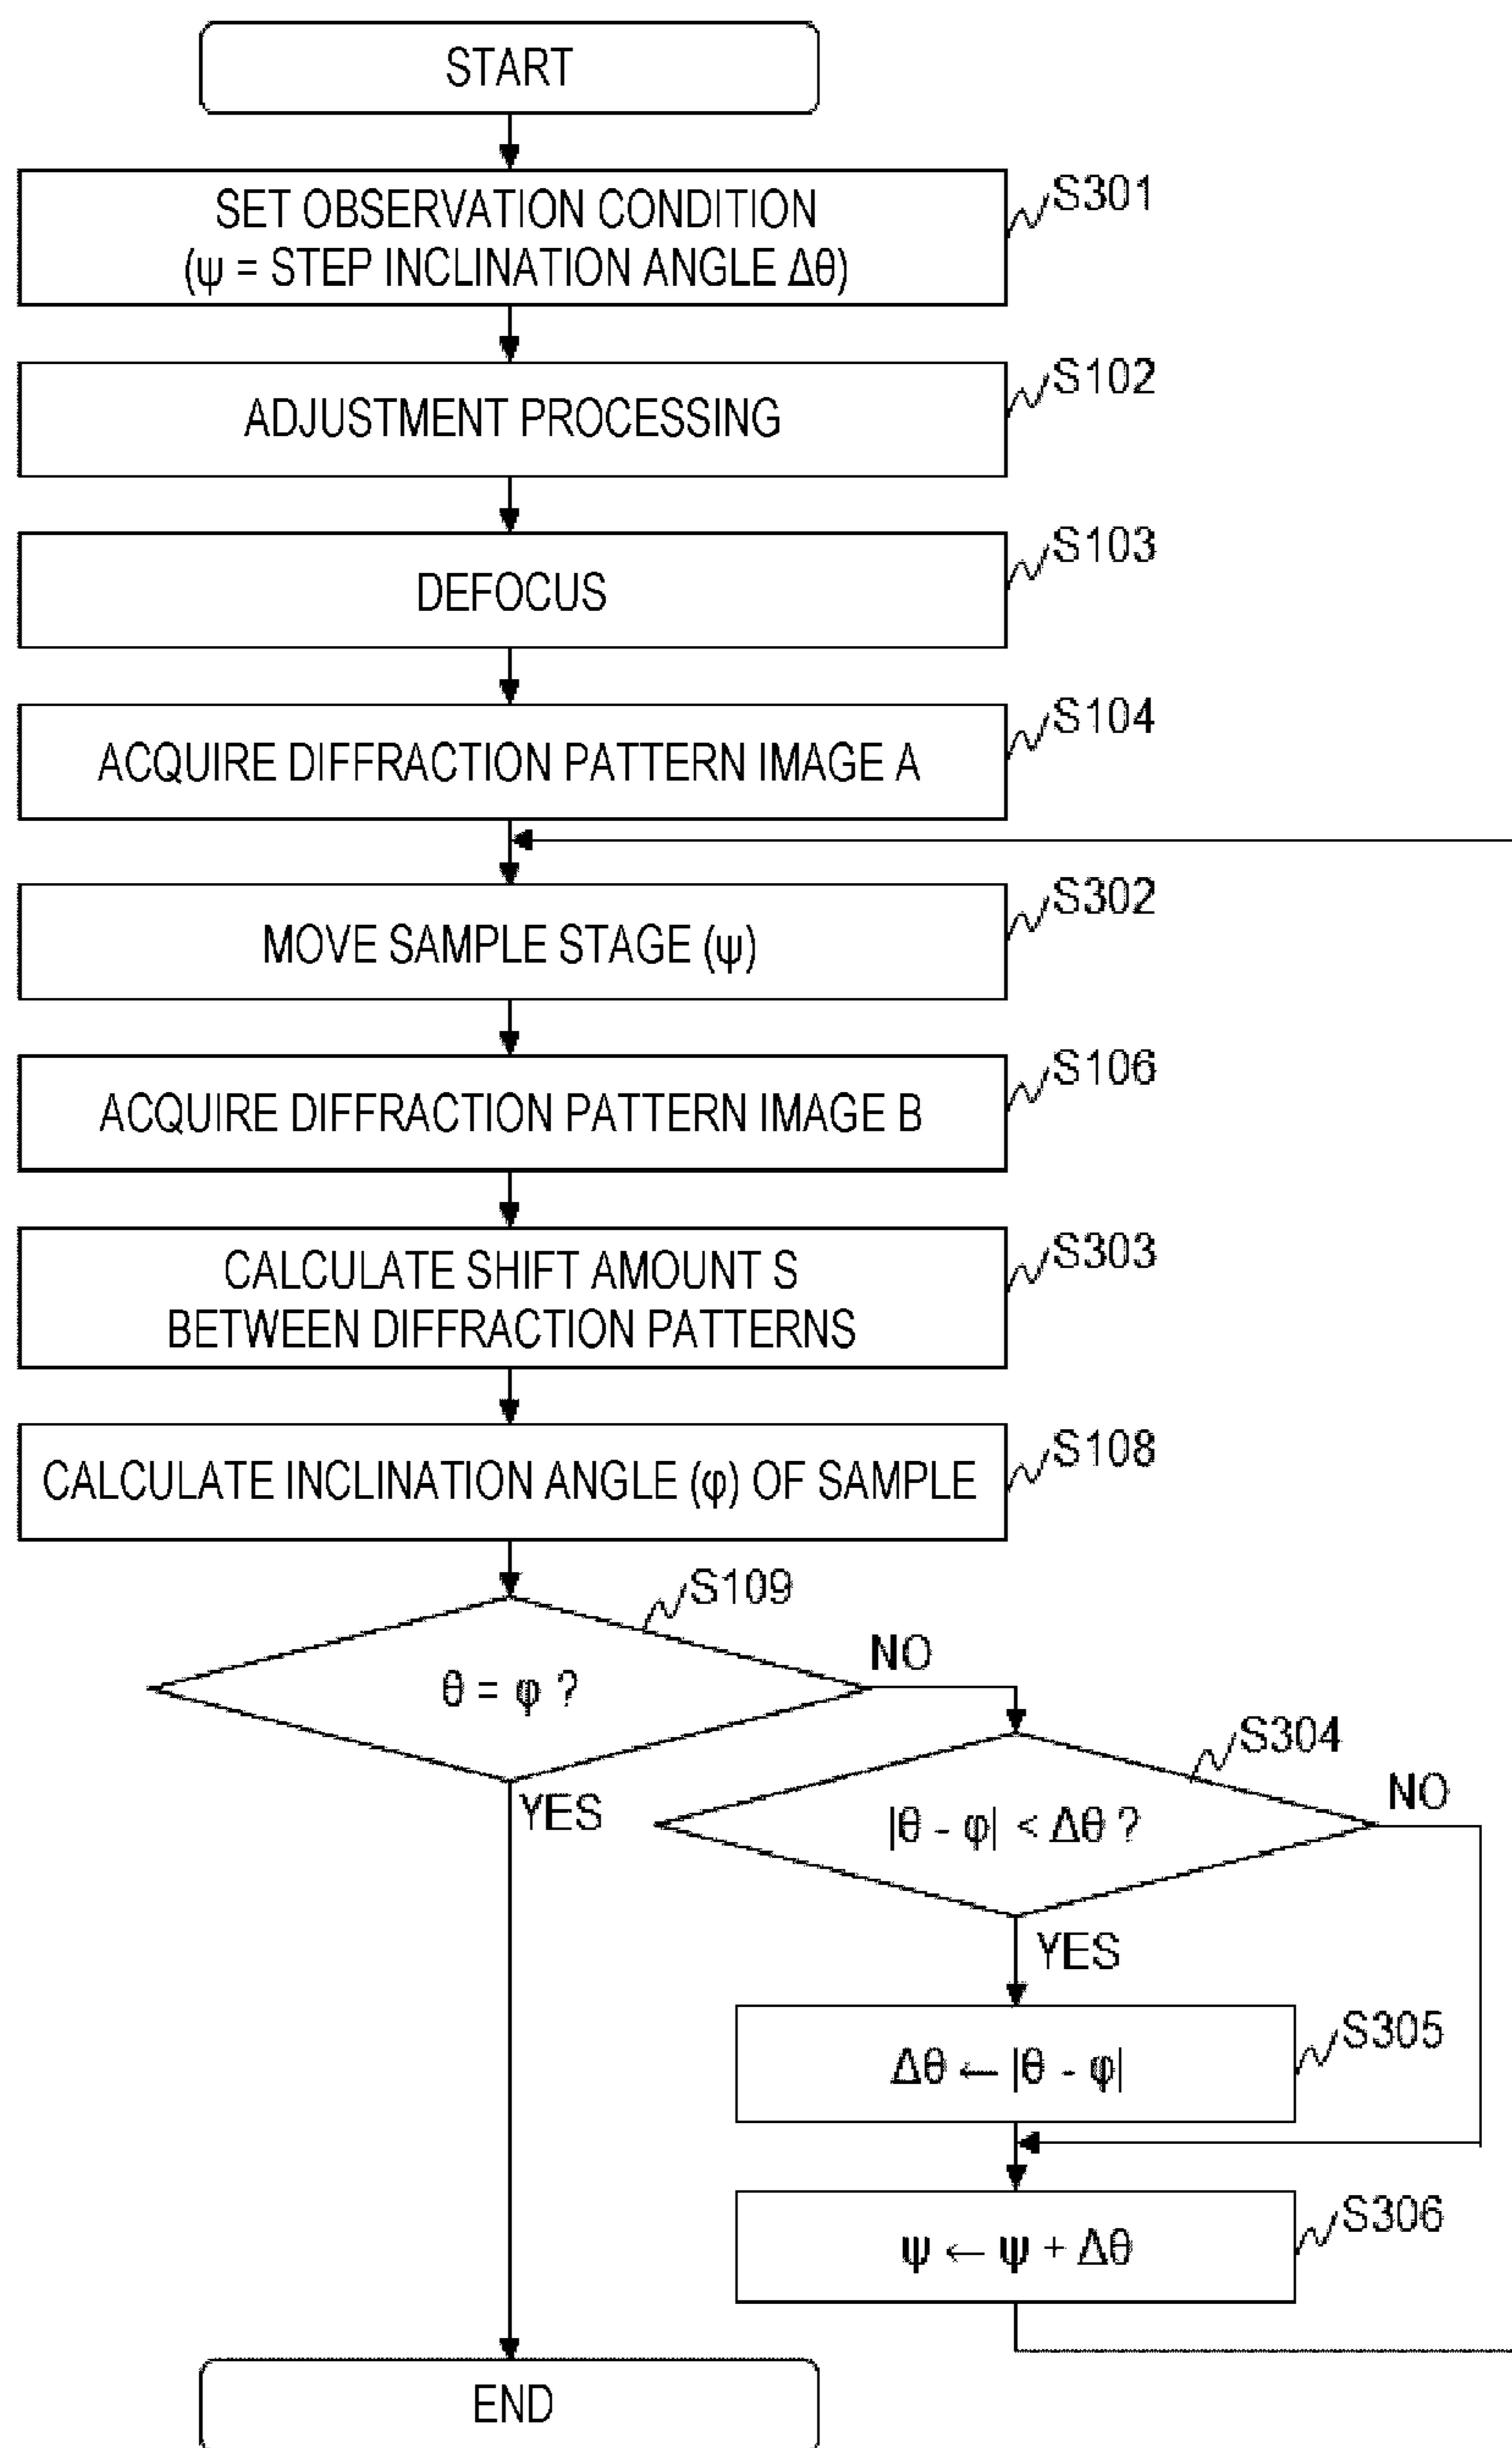 START
SET OBSERVATION CONDITION
(ψ = STEP INCLINATION ANGLE Δθ)
S301
ADJUSTMENT PROCESSING
S102
DEFOCUS
S103
ACQUIRE DIFFRACTION PATTERN IMAGE A
S104
MOVE SAMPLE STAGE (ψ)
S302
ACQUIRE DIFFRACTION PATTERN IMAGE B
S106
CALCULATE SHIFT AMOUNT S
BETWEEN DIFFRACTION PATTERNS
S303
CALCULATE INCLINATION ANGLE (φ) OF SAMPLE
S108
S109
θ = φ ?
NO
YES
S304
|θ - φ| < Δθ ?
NO
YES
S305
Δθ ← |θ - φ|
S306
ψ ← ψ + Δθ
END